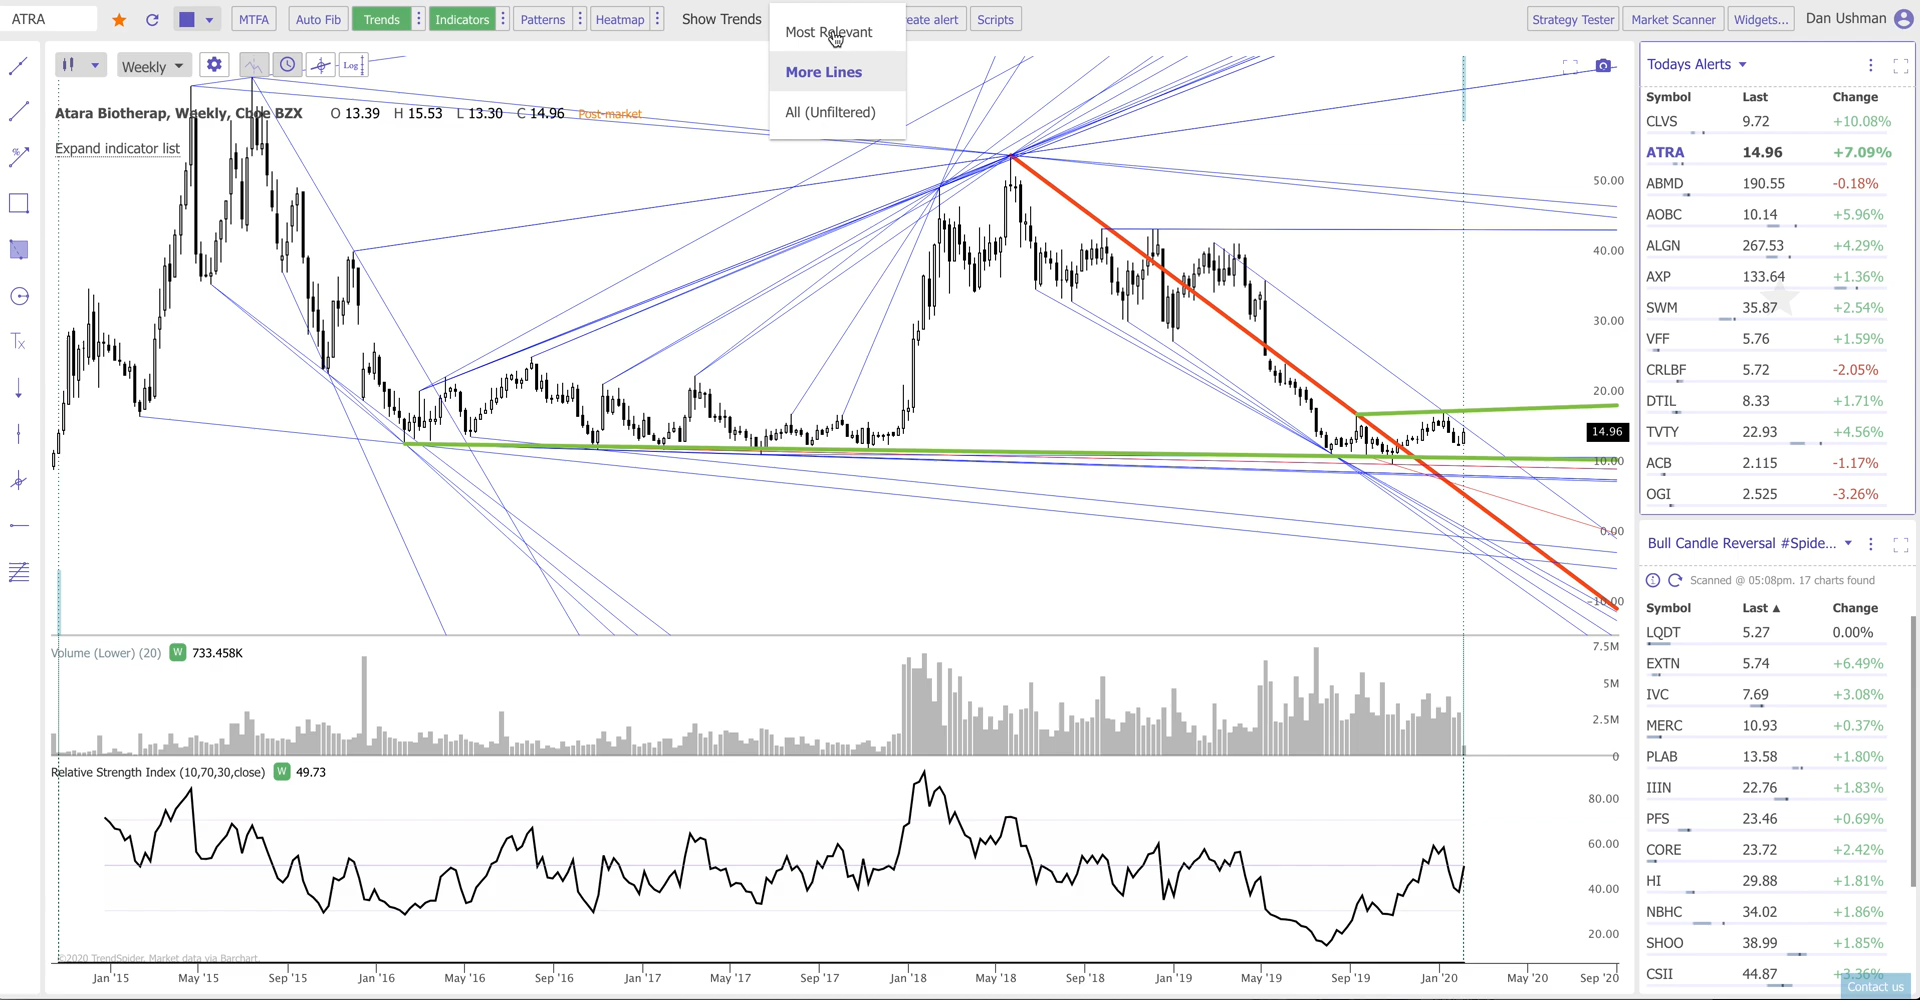 ATRA
MTFA
Auto Fib
Trends
Indicators
Patterns
Heatmap
Show Trends
Most Relevant
More Lines
All (Unfiltered)
eate alert
Scripts
Strategy Tester
Market Scanner
Widgets...
Dan Ushman
Weekly
Log
Atara Biotherap, Weekly, Cboe BZX O 13.39 H 15.53 L 13.30 C 14.96 Post-market
Expand indicator list
50.00
40.00
30.00
20.00
14.96
10.00
0.00
-10.00
Volume (Lower) (20) W 733.458K
7.5M
5M
2.5M
0
Relative Strength Index (10,70,30,close) W 49.73
80.00
60.00
40.00
20.00
©2020 TrendSpider. Market data via Barchart.
Jan '15 May '15 Sep '15 Jan '16 May '16 Sep '16 Jan '17 May '17 Sep '17 Jan '18 May '18 Sep '18 Jan '19 May '19 Sep '19 Jan '20 May '20 Sep '20
Todays Alerts
Symbol Last Change
CLVS 9.72 +10.08%
ATRA 14.96 +7.09%
ABMD 190.55 -0.18%
AOBC 10.14 +5.96%
ALGN 267.53 +4.29%
AXP 133.64 +1.36%
SWM 35.87 +2.54%
VFF 5.76 +1.59%
CRLBF 5.72 -2.05%
DTIL 8.33 +1.71%
TVTY 22.93 +4.56%
ACB 2.115 -1.17%
OGI 2.525 -3.26%
Bull Candle Reversal #Spide...
Scanned @ 05:08pm. 17 charts found
Symbol Last ▲ Change
LQDT 5.27 0.00%
EXTN 5.74 +6.49%
IVC 7.69 +3.08%
MERC 10.93 +0.37%
PLAB 13.58 +1.80%
IIIN 22.76 +1.83%
PFS 23.46 +0.69%
CORE 23.72 +2.42%
HI 29.88 +1.81%
NBHC 34.02 +1.86%
SHOO 38.99 +1.85%
CSII 44.87 +3.36%
Contact us